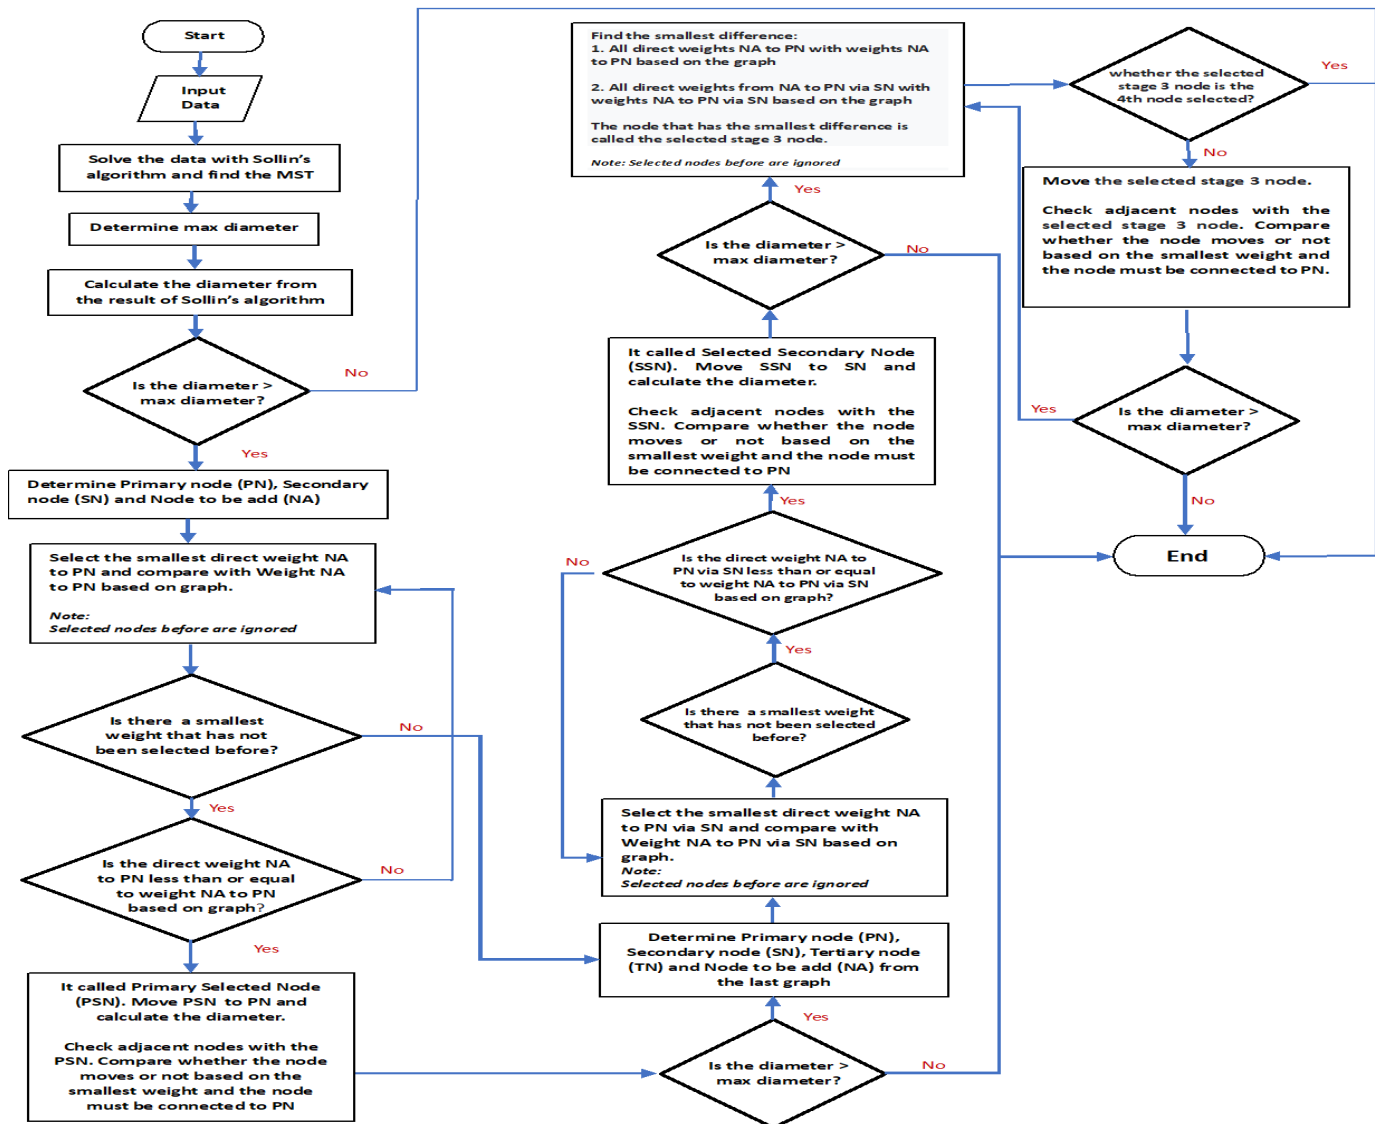 Start
Input
Data
Solve the data with Sollin's
algorithm and find the MST
Determine max diameter
Calculate the diameter from
the result of Sollin's algorithm
Is the diameter >
max diameter?
No
Yes
Determine Primary node (PN), Secondary
node (SN) and Node to be add (NA)
Select the smallest direct weight NA
to PN and compare with Weight NA
to PN based on graph.
Note:
Selected nodes before are ignored
Is there a smallest
weight that has not
been selected before?
No
Yes
Is the direct weight NA
to PN less than or equal
to weight NA to PN
based on graph?
No
Yes
It called Primary Selected Node
(PSN). Move PSN to PN and
calculate the diameter.
Check adjacent nodes with the
PSN. Compare whether the node
moves or not based on the
smallest weight and the node
must be connected to PN
Is the diameter >
max diameter?
No
Yes
Determine Primary node (PN),
Secondary node (SN), Tertiary node
(TN) and Node to be add (NA) from
the last graph
Select the smallest direct weight NA
to PN via SN and compare with
Weight NA to PN via SN based on
graph.
Note:
Selected nodes before are ignored
Is there a smallest weight
that has not been selected
before?
Yes
Is the direct weight NA to
PN via SN less than or equal
to weight NA to PN via SN
based on graph?
No
Yes
It called Selected Secondary Node
(SSN). Move SSN to SN and
calculate the diameter.
Check adjacent nodes with the
SSN. Compare whether the node
moves or not based on the
smallest weight and the node must
be connected to PN
Is the diameter >
max diameter?
No
Yes
Find the smallest difference:
1. All direct weights NA to PN with weights NA
to PN based on the graph
2. All direct weights from NA to PN via SN with
weights NA to PN via SN based on the graph
The node that has the smallest difference is
called the selected stage 3 node.
Note: Selected nodes before are ignored
whether the selected
stage 3 node is the
4th node selected?
Yes
No
Move the selected stage 3 node.
Check adjacent nodes with the
selected stage 3 node. Compare
whether the node moves or not
based on the smallest weight and
the node must be connected to PN.
Is the diameter >
max diameter?
Yes
No
End